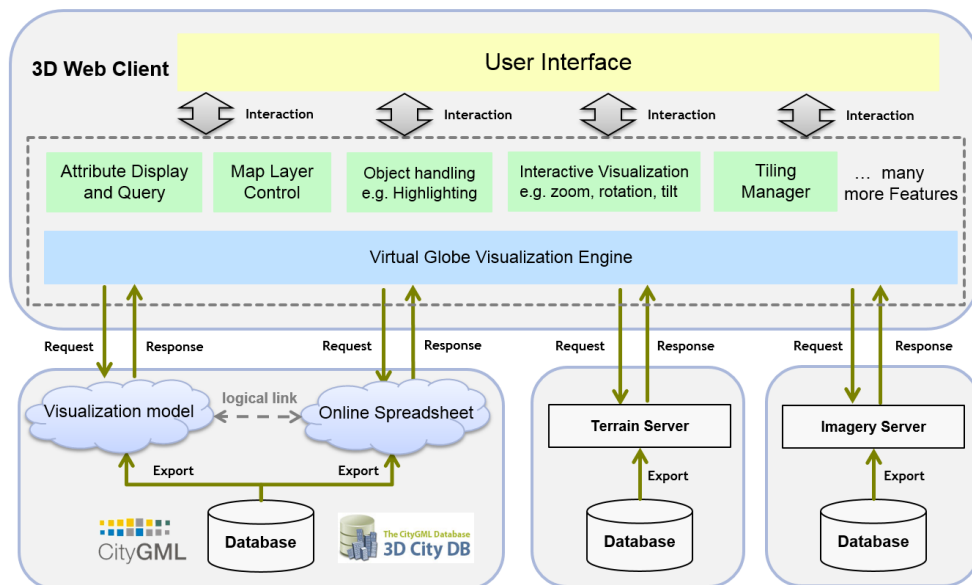 User Interface
3D Web Client
Interaction
Interaction
Interaction
Interaction
Attribute Display
and Query
Map Layer
Control
Object handling
e.g. Highlighting
Interactive Visualization
e.g. zoom, rotation, tilt
Tiling
Manager
… many
more Features
Virtual Globe Visualization Engine
Request
Response
Request
Response
Request
Response
Request
Response
Visualization model
logical link
Online Spreadsheet
Terrain Server
Imagery Server
Export
Export
Export
Export
CityGML
Database
The CityGML Database
3D City DB
Database
Database